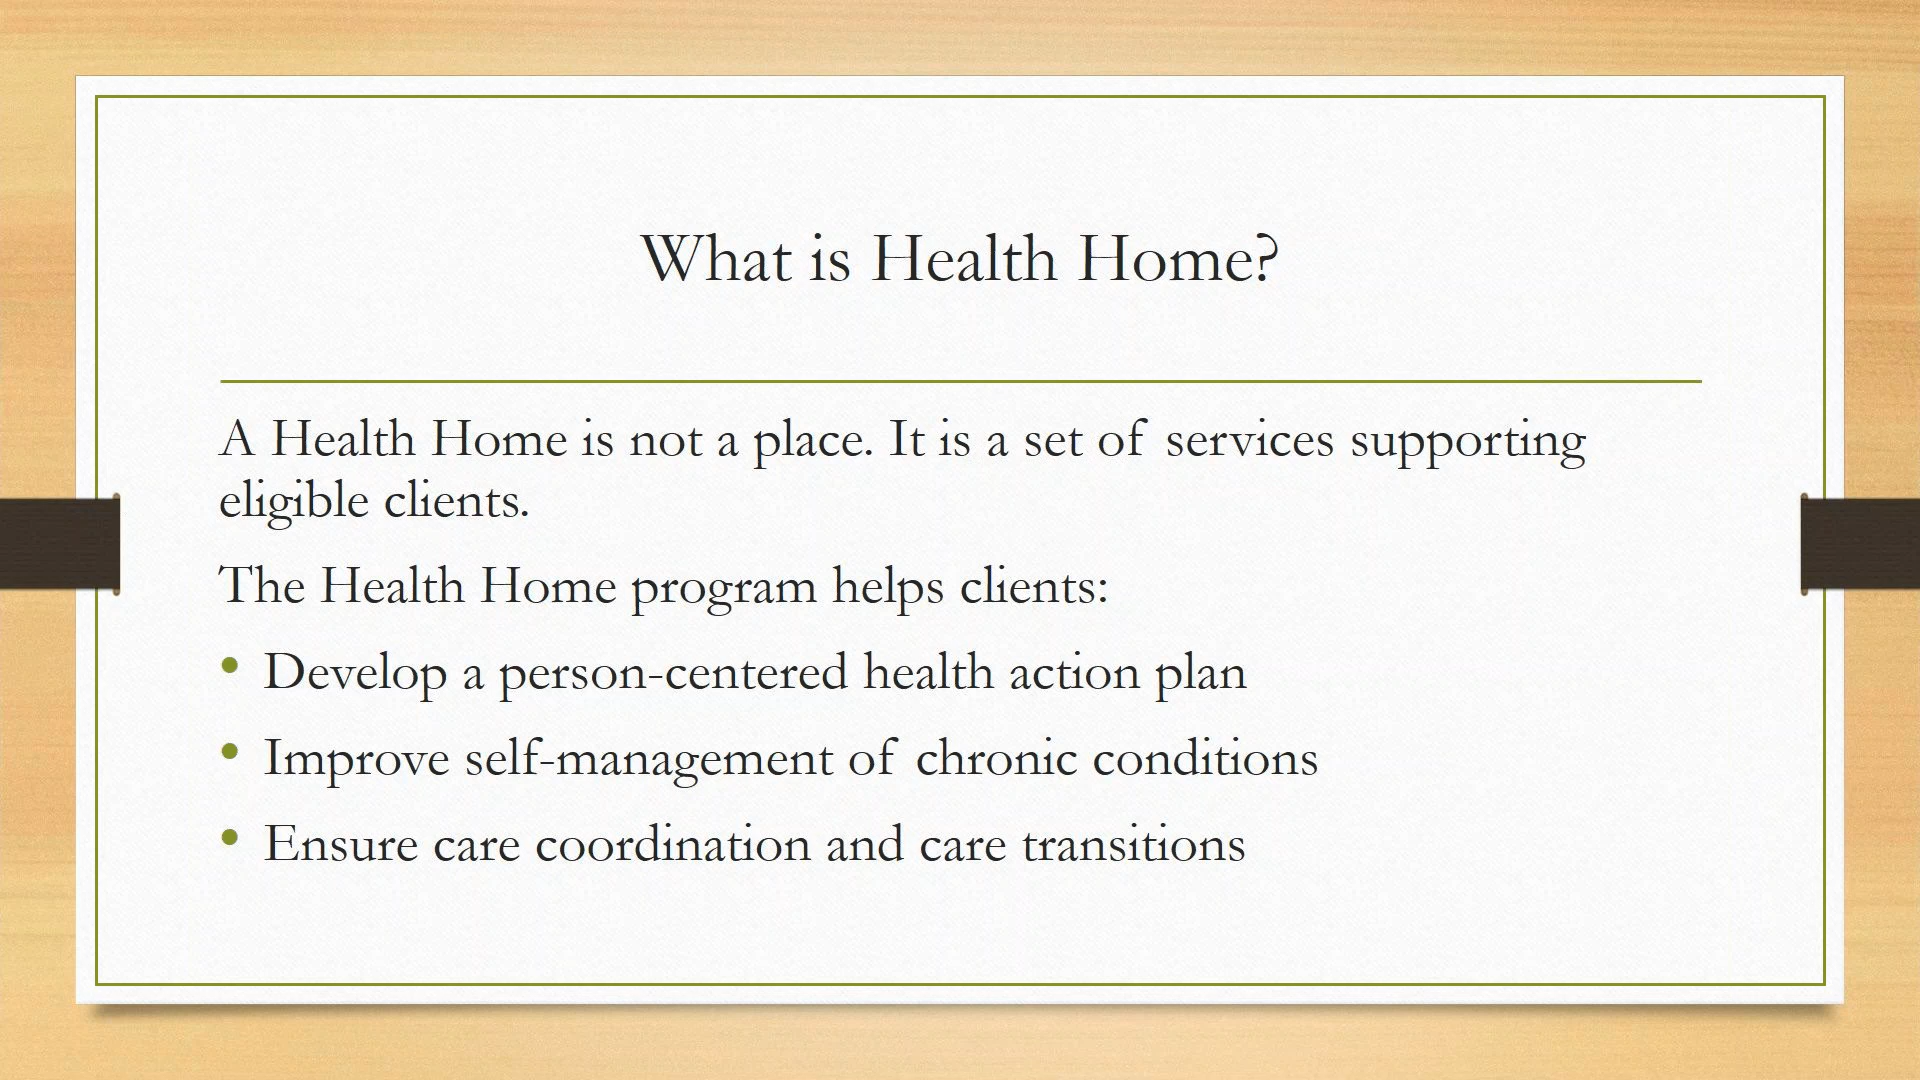 What is Health Home?
A Health Home is not a place. It is a set of services supporting
eligible clients.
The Health Home program helps clients:
• Develop a person-centered health action plan
• Improve self-management of chronic conditions
• Ensure care coordination and care transitions